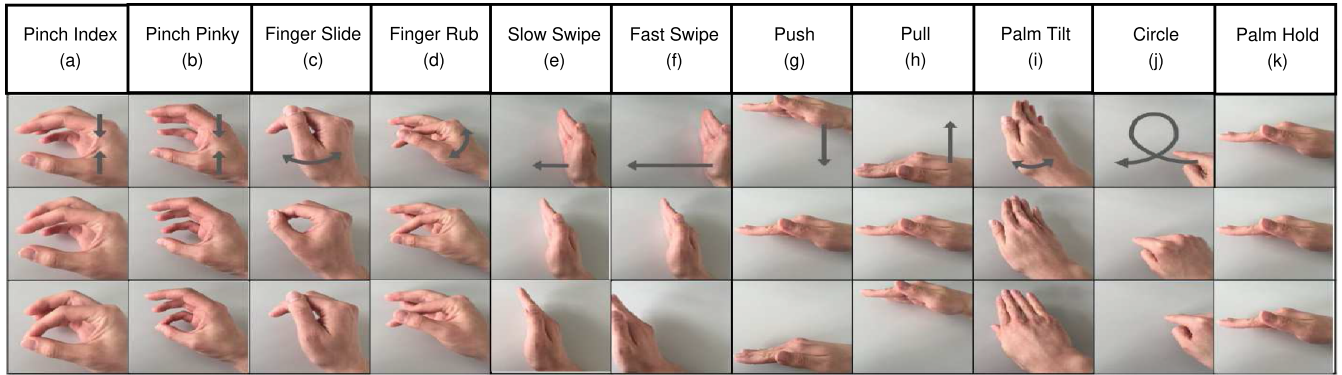 Pinch Index
(a)
Pinch Pinky
(b)
Finger Slide
(c)
Finger Rub
(d)
Slow Swipe
(e)
Fast Swipe
(f)
Push
(g)
Pull
(h)
Palm Tilt
(i)
Circle
(j)
Palm Hold
(k)